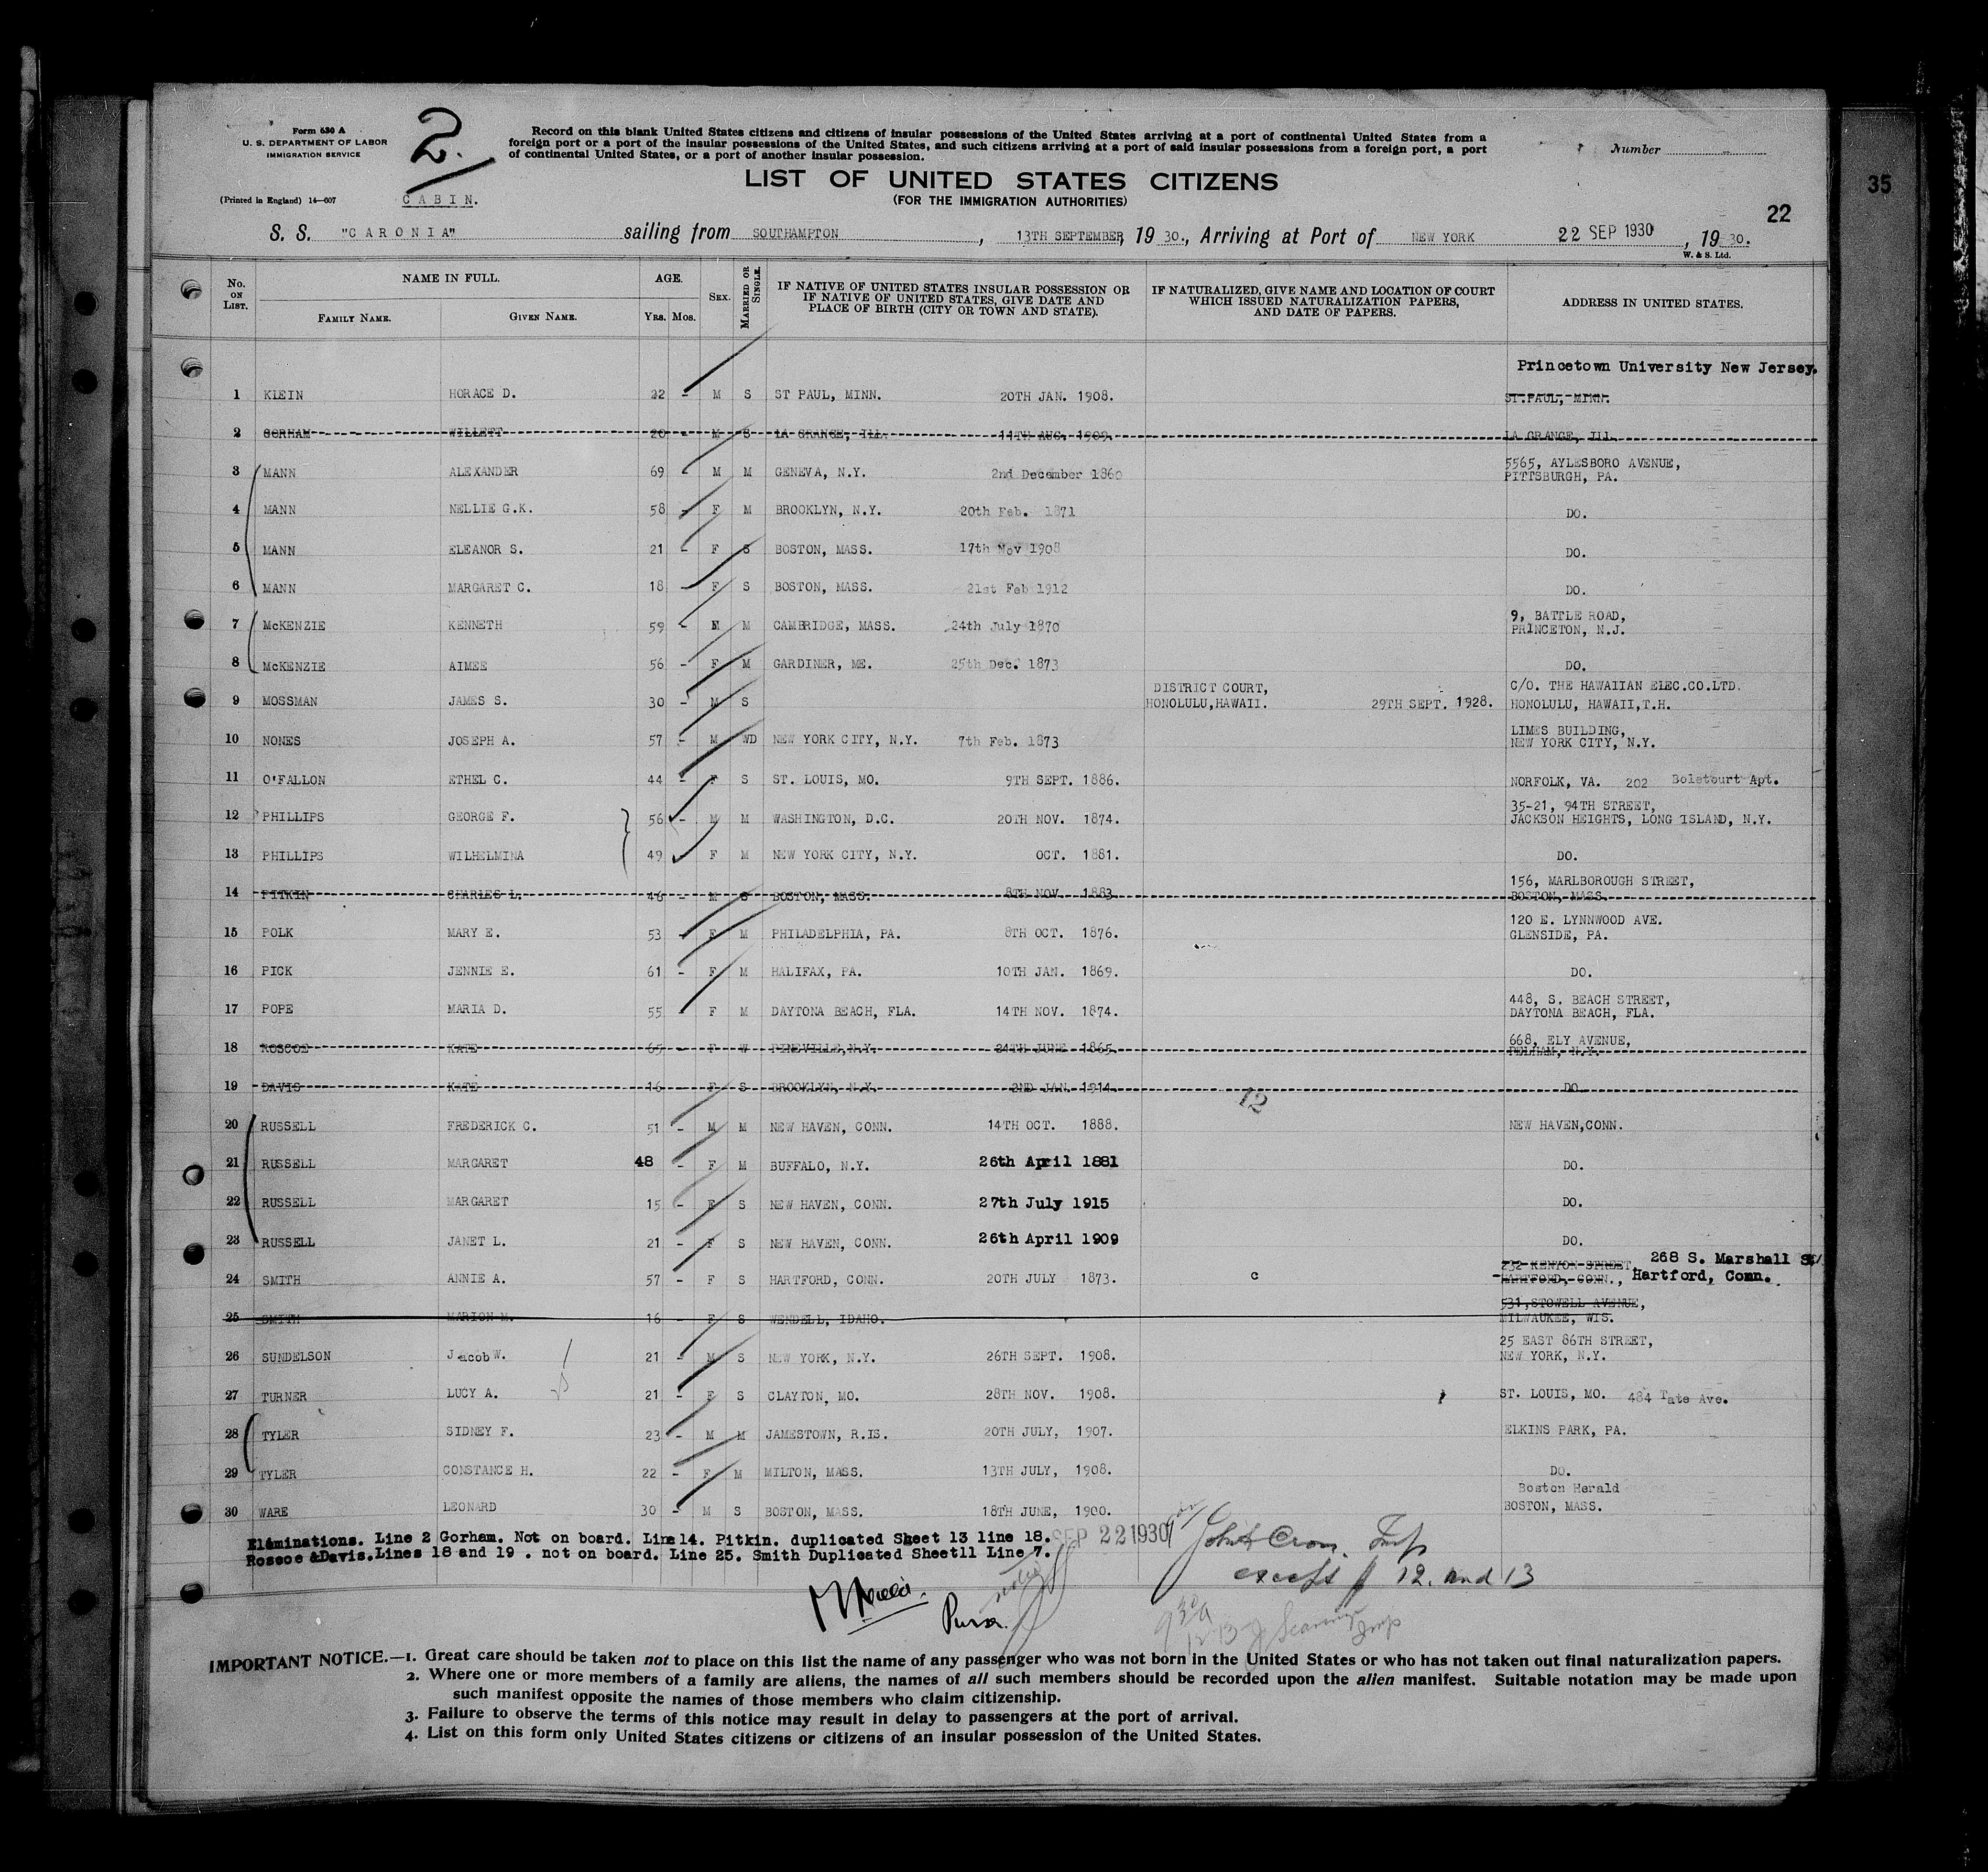 Form 630 A
U. S. DEPARTMENT OF LABOR
IMMIGRATION SERVICE
(Printed in England) 14—607
2.
CABIN.
Record on this blank United States citizens and citizens of insular possessions of the United States arriving at a port of continental United States from a
foreign port or a port of the insular possessions of the United States, and such citizens arriving at a port of said insular possessions from a foreign port, a port
of continental United States, or a port of another insular possession.
Number
35
LIST OF UNITED STATES CITIZENS
(FOR THE IMMIGRATION AUTHORITIES)
22
S. S. "CARONIA" sailing from SOUTHAMPTON, 13TH SEPTEMBER, 19 30., Arriving at Port of NEW YORK 22 SEP 1930, 19 30.
W. & S. Ltd.
No. ON LIST. NAME IN FULL. FAMILY NAME. GIVEN NAME. AGE. YRS. MOS. SEX. MARRIED OR SINGLE. IF NATIVE OF UNITED STATES INSULAR POSSESSION OR IF NATIVE OF UNITED STATES, GIVE DATE AND PLACE OF BIRTH (CITY OR TOWN AND STATE). IF NATURALIZED, GIVE NAME AND LOCATION OF COURT WHICH ISSUED NATURALIZATION PAPERS, AND DATE OF PAPERS. ADDRESS IN UNITED STATES.
Princetown University New Jersey.
1 KLEIN HORACE D. 22 - M S ST PAUL, MINN. 20TH JAN. 1908. ST.PAUL, MINN.
2 GORHAM WILLETT 20 - M S LA GRANGE, Ill. 11TH AUG. 1909. LA GRANGE, Ill.
3 MANN ALEXANDER 69 - M M GENEVA, N.Y. 2nd December 1860 5565, AYLESBORO AVENUE,
PITTSBURGH, PA.
4 MANN NELLIE G.K. 58 - F M BROOKLYN, N.Y. 20th Feb. 1871 DO.
5 MANN ELEANOR S. 21 - F S BOSTON, MASS. 17th Nov 1908 DO.
6 MANN MARGARET C. 18 F S BOSTON, MASS. 21st Feb 1912 DO.
7 McKENZIE KENNETH 59 - M M CAMBRIDGE, MASS. 24th July 1870 9, BATTLE ROAD,
PRINCETON, N.J.
8 McKENZIE AIMEE 56 - F M GARDINER, ME. 25th Dec. 1873 DO.
9 MOSSMAN JAMES S. 30 - M S DISTRICT COURT,
HONOLULU,HAWAII. 29TH SEPT. 1928. C/O. THE HAWAIIAN ELEC.CO.LTD.
HONOLULU, HAWAII,T.H.
10 NONES JOSEPH A. 57 - M WD NEW YORK CITY, N.Y. 7th Feb. 1873 LIMES BUILDING,
NEW YORK CITY, N.Y.
11 O'FALLON ETHEL C. 44 - F S ST. LOUIS, MO. 9TH SEPT. 1886. NORFOLK, VA. 202 Boletourt Apt.
12 PHILLIPS GEORGE F. 56 - M M WASHINGTON, D.C. 20TH NOV. 1874. 35-21, 94TH STREET,
JACKSON HEIGHTS, LONG ISLAND, N.Y.
13 PHILLIPS WILHELMINA 49 F M NEW YORK CITY, N.Y. OCT. 1881. DO.
14 PITKIN CHARLES L. 46 - M S BOSTON, MASS. 8TH NOV. 1883. 156, MARLBOROUGH STREET,
BOSTON, MASS.
15 POLK MARY E. 53 - F M PHILADELPHIA, PA. 8TH OCT. 1876. 120 E. LYNNWOOD AVE.
GLENSIDE, PA.
16 PICK JENNIE E. 61 - F M HALIFAX, PA. 10TH JAN. 1869. DO.
17 POPE MARIA D. 55 F M DAYTONA BEACH, FLA. 14TH NOV. 1874. 448, S. BEACH STREET,
DAYTONA BEACH, FLA.
18 ROSCOE KATE 65 - F W PINEVILLE,N.Y. 24TH JUNE 1865. 668, ELY AVENUE,
PELHAM, N.Y.
19 DAVIS KATE 16 - F S BROOKLYN, N.Y. 2ND JAN. 1914. DO.
12
20 RUSSELL FREDERICK C. 51 - M M NEW HAVEN, CONN. 14TH OCT. 1888. NEW HAVEN,CONN.
21 RUSSELL MARGARET 48 - F M BUFFALO, N.Y. 26th April 1881 DO.
22 RUSSELL MARGARET 15 - F S NEW HAVEN, CONN. 27th July 1915 DO.
23 RUSSELL JANET L. 21 - F S NEW HAVEN, CONN. 26th April 1909 DO.
24 SMITH ANNIE A. 57 - F S HARTFORD, CONN. 20TH JULY 1873. c 232 KENYON STREET, 268 S. Marshall St/
HARTFORD, CONN., Hartford, Conn.
25 SMITH MARION M. 16 - F S WENDELL, IDAHO. 531,STOWELL AVENUE,
MILWAUKEE, WIS.
26 SUNDELSON Jacob W. 21 - M S NEW YORK, N.Y. 26TH SEPT. 1908. 25 EAST 86TH STREET,
NEW YORK, N.Y.
27 TURNER LUCY A. 21 - F S CLAYTON, MO. 28TH NOV. 1908. ST. LOUIS, MO. 484 Tate Ave.
28 TYLER SIDNEY F. 23 - M M JAMESTOWN, R.IS. 20TH JULY, 1907. ELKINS PARK, PA.
29 TYLER CONSTANCE H. 22 - F M MILTON, MASS. 13TH JULY, 1908. DO.
Boston Herald
30 WARE LEONARD 30 - M S BOSTON, MASS. 18TH JUNE, 1900. BOSTON, MASS.
Eliminations. Line 2 Gorham. Not on board. Line 14. Pitkin. duplicated Sheet 13 line 18. SEP 22 1930
Roscoe &Davis.Lines 18 and 19 . not on board. Line 25. Smith Duplicated Sheet11 Line 7.
except 12. and 13
Purs.
IMPORTANT NOTICE.—1. Great care should be taken not to place on this list the name of any passenger who was not born in the United States or who has not taken out final naturalization papers.
2. Where one or more members of a family are aliens, the names of all such members should be recorded upon the alien manifest. Suitable notation may be made upon
such manifest opposite the names of those members who claim citizenship.
3. Failure to observe the terms of this notice may result in delay to passengers at the port of arrival.
4. List on this form only United States citizens or citizens of an insular possession of the United States.